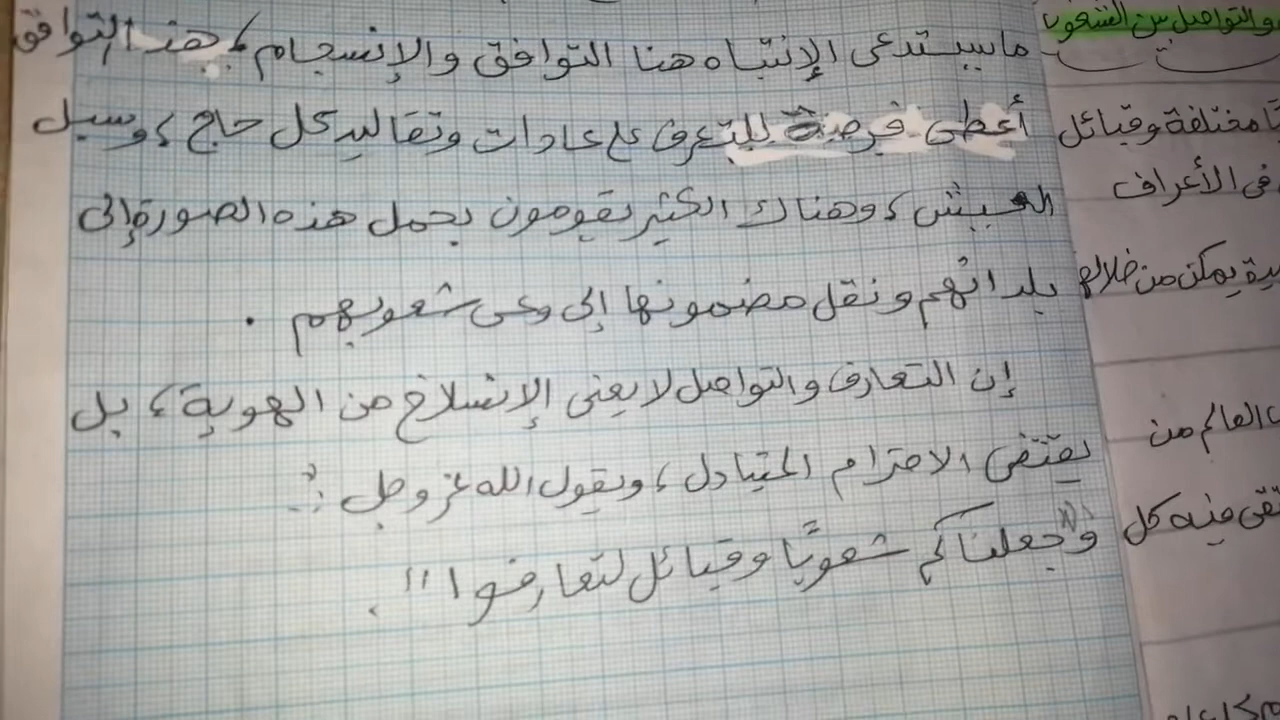 والتواصل بين الشعوب
ما يستدعي الإنتباه هنا التوافق والإنسجام، هذا التوافق
أعطى فرصة للتعرف على عادات وتقاليد كل حاج، وسبل
العيش، وهناك الكثير يقومون بحمل هذه الصورة إلى
بلدانهم ونقل مضمونها إلى وعي شعوبهم.
إن التعارف والتواصل لا يعني الإنسلاخ من الهوية، بل
يقتضي الاحترام المتبادل، ويقول الله عز وجل:
"وجعلناكم شعوبًا وقبائل لتعارفوا".
مختلفة وقبائل
في الأعراف
يمكن من خلالها
العالم من
فيه كل